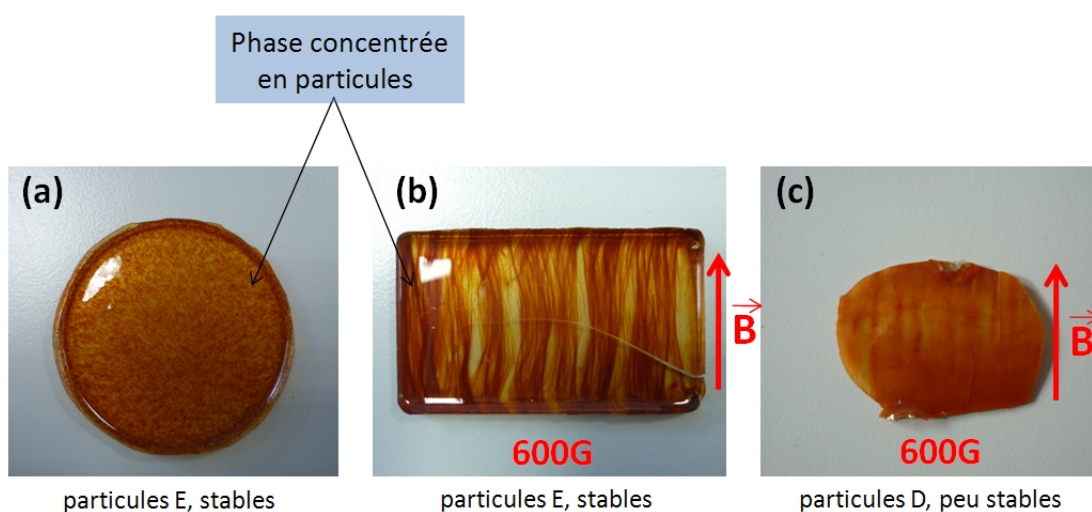 Phase concentrée
en particules
(a)
(b)
(c)
B
B
600G
600G
particules E, stables
particules E, stables
particules D, peu stables